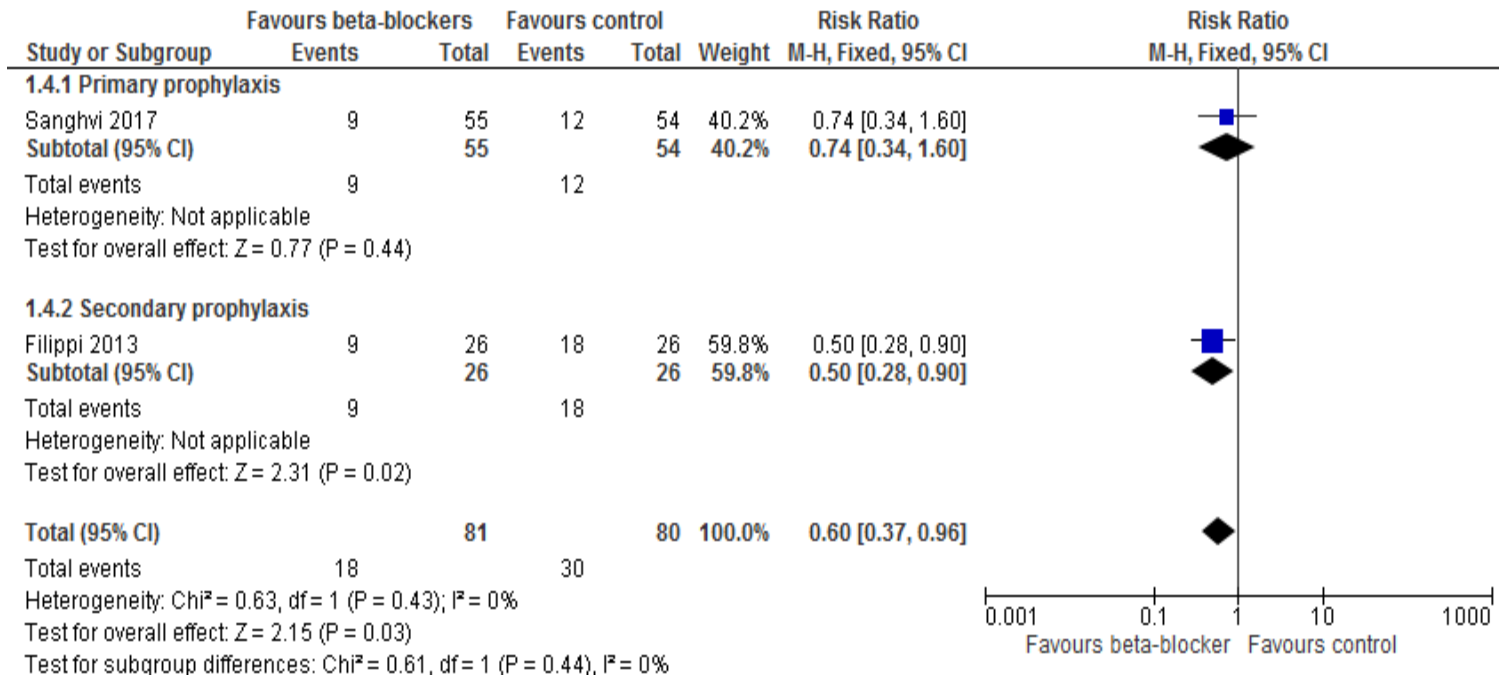 Favours beta-blockers Favours control Risk Ratio Risk Ratio
Study or Subgroup Events Total Events Total Weight M-H, Fixed, 95% CI M-H, Fixed, 95% CI
1.4.1 Primary prophylaxis
Sanghvi 2017 9 55 12 54 40.2% 0.74 [0.34, 1.60]
Subtotal (95% CI) 55 54 40.2% 0.74 [0.34, 1.60]
Total events 9 12
Heterogeneity: Not applicable
Test for overall effect: Z = 0.77 (P = 0.44)
1.4.2 Secondary prophylaxis
Filippi 2013 9 26 18 26 59.8% 0.50 [0.28, 0.90]
Subtotal (95% CI) 26 26 59.8% 0.50 [0.28, 0.90]
Total events 9 18
Heterogeneity: Not applicable
Test for overall effect: Z = 2.31 (P = 0.02)
Total (95% CI) 81 80 100.0% 0.60 [0.37, 0.96]
Total events 18 30
Heterogeneity: Chi² = 0.63, df = 1 (P = 0.43); I² = 0%
Test for overall effect: Z = 2.15 (P = 0.03)
Test for subgroup differences: Chi² = 0.61, df = 1 (P = 0.44), I² = 0%
0.001 0.1 1 10 1000
Favours beta-blocker Favours control